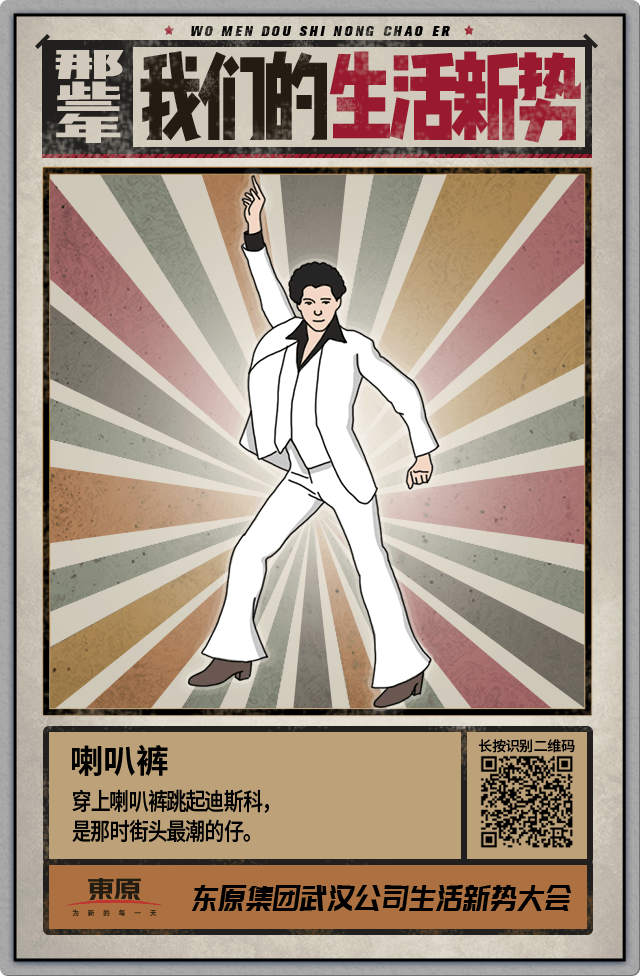 WO MEN DOU SHI NONG CHAO ER
那些年
我们的生活新势
喇叭裤
穿上喇叭裤跳起迪斯科，
是那时街头最潮的仔。
长按识别二维码
東原
为新的每一天
东原集团武汉公司生活新势大会